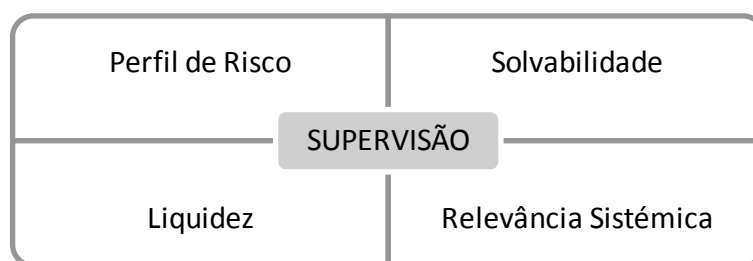 Perfil de Risco
Solvabilidade
SUPERVISÃO
Liquidez
Relevância Sistémica